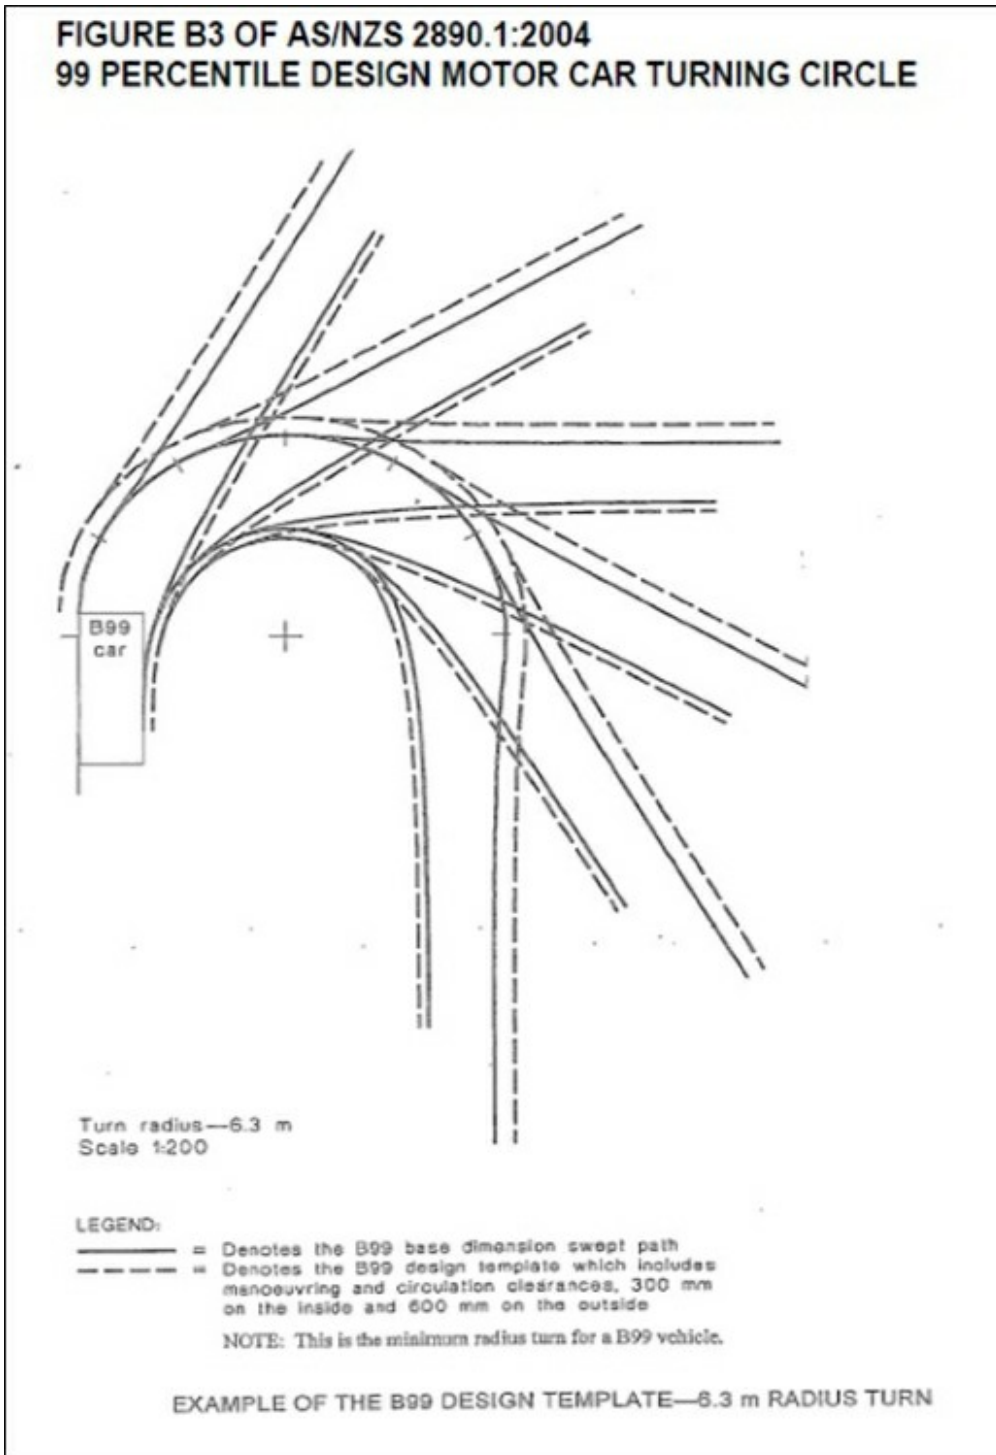 FIGURE B3 OF AS/NZS 2890.1:2004
99 PERCENTILE DESIGN MOTOR CAR TURNING CIRCLE
B99
car
Turn radius—6.3 m
Scale 1:200
LEGEND:
= Denotes the B99 base dimension swept path
= Denotes the B99 design template which includes
manoeuvring and circulation clearances, 300 mm
on the inside and 600 mm on the outside
NOTE: This is the minimum radius turn for a B99 vehicle.
EXAMPLE OF THE B99 DESIGN TEMPLATE—6.3 m RADIUS TURN